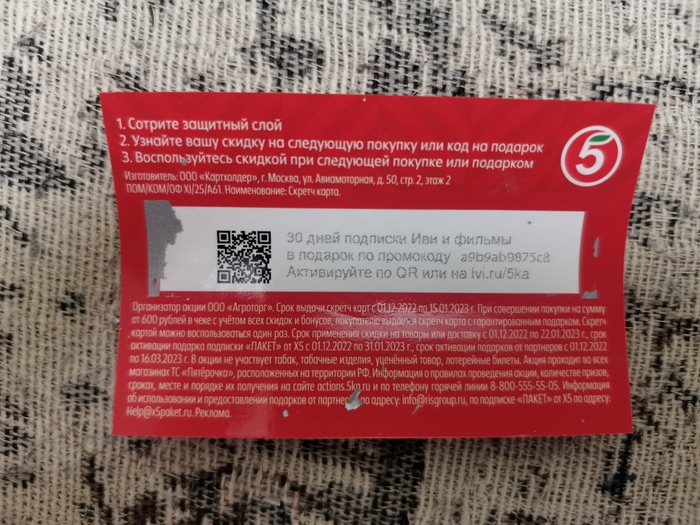 1. Сотрите защитный слой
2. Узнайте вашу скидку на следующую покупку или код на подарок
3. Воспользуйтесь скидкой при следующей покупке или подарком
5
Изготовитель: ООО «Картхолдер», г. Москва, ул. Авиамоторная, д. 50, стр. 2, этаж 2
ПОМ/КОМ/ОФ XI/25/А61. Наименование: Скретч карта.
30 дней подписки Иви и фильмы
в подарок по промокоду a9b9ab9875c8
Активируйте по QR или на ivi.ru/5ka
Организатор акции ООО «Агроторг». Срок выдачи скретч карт с 01.12.2022 по 15.01.2023 г. При совершении покупки на сумму
от 600 рублей в чеке с учётом всех скидок и бонусов, покупателю выдается скретч карта с гарантированным подарком. Скретч
картой можно воспользоваться один раз. Срок применения скидки на товары или доставку с 01.12.2022 по 22.01.2023 г., срок
активации подарка подписки «ПАКЕТ» от X5 с 01.12.2022 по 31.01.2023 г., срок активации подарков от партнеров с 01.12.2022
по 16.03.2023 г. В акции не участвует табак, табачные изделия, уценённый товар, лотерейные билеты. Акция проходит во всех
магазинах ТС «Пятёрочка», расположенных на территории РФ. Информация о правилах проведения акции, количестве призов,
сроках, месте и порядке их получения на сайте actions.5ka.ru и по телефону горячей линии 8-800-555-55-05. Информация
об использовании и предоставлении подарков от партнеров по адресу: info@risgroup.ru, по подписке «ПАКЕТ» от X5 по адресу:
Help@x5paket.ru. Реклама.